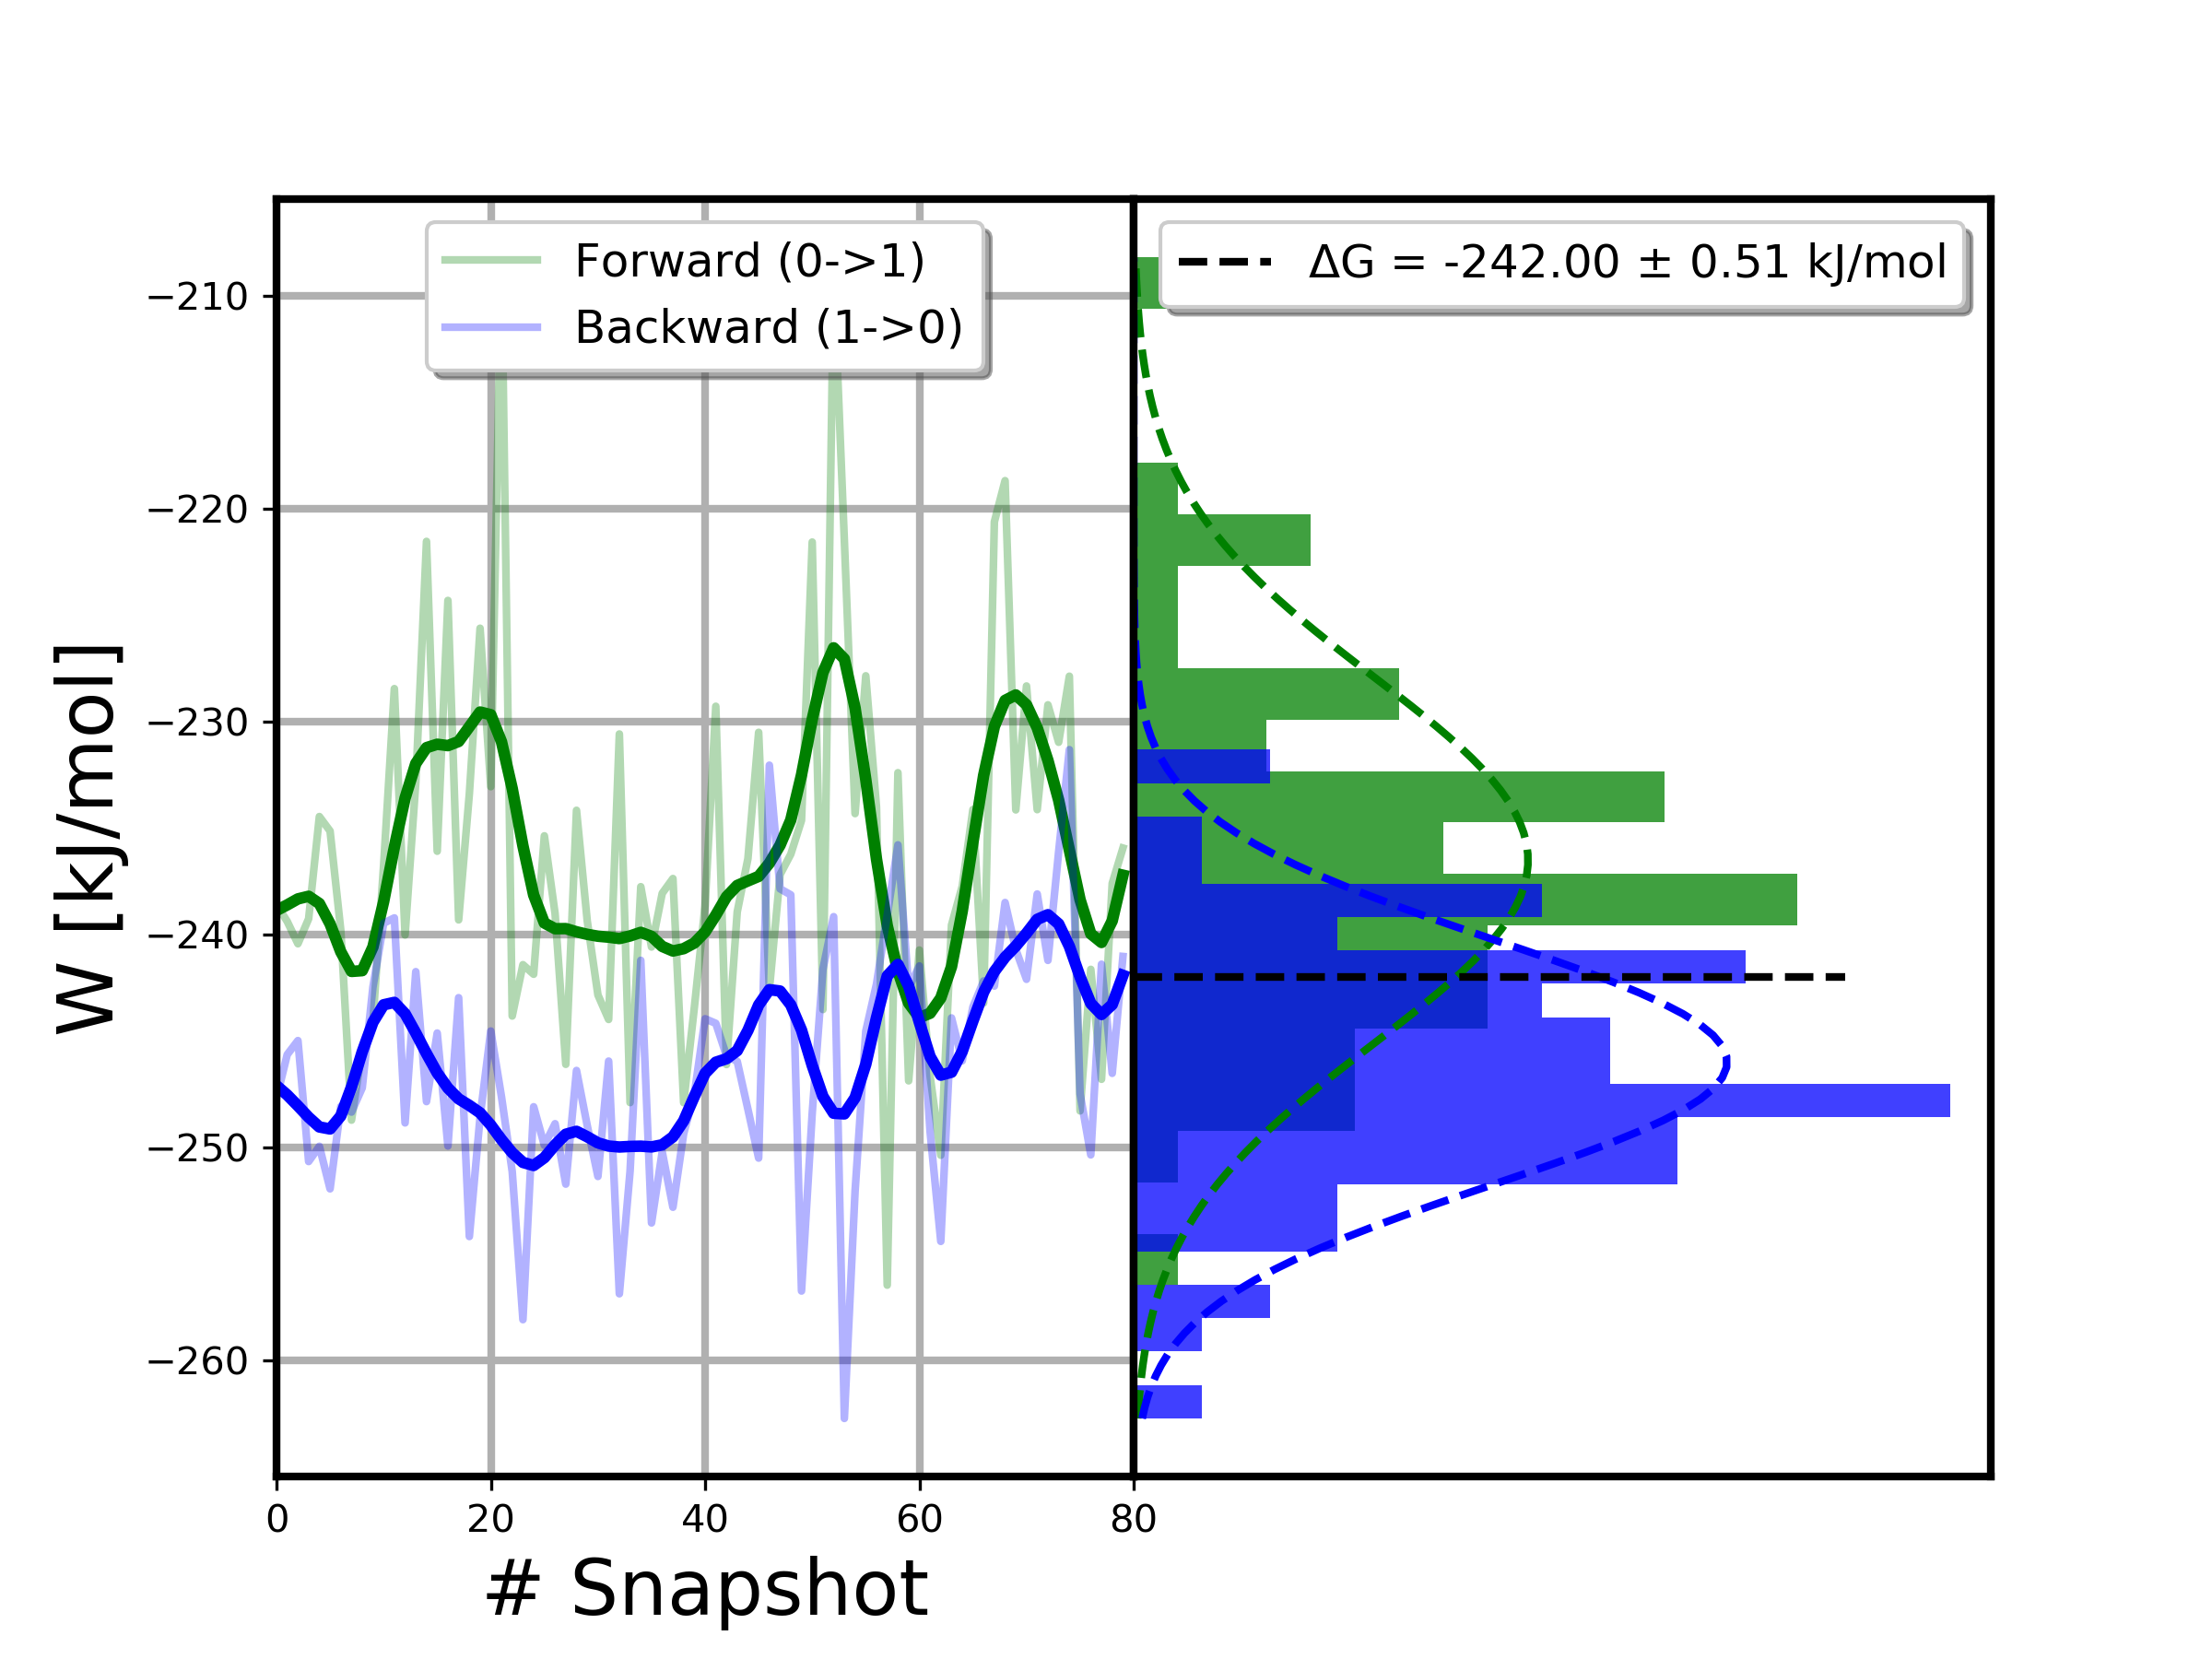 Forward (0->1)
Backward (1->0)
ΔG = -242.00 ± 0.51 kJ/mol
W [kJ/mol]
−210
−220
−230
−240
−250
−260
0 20 40 60 80
# Snapshot